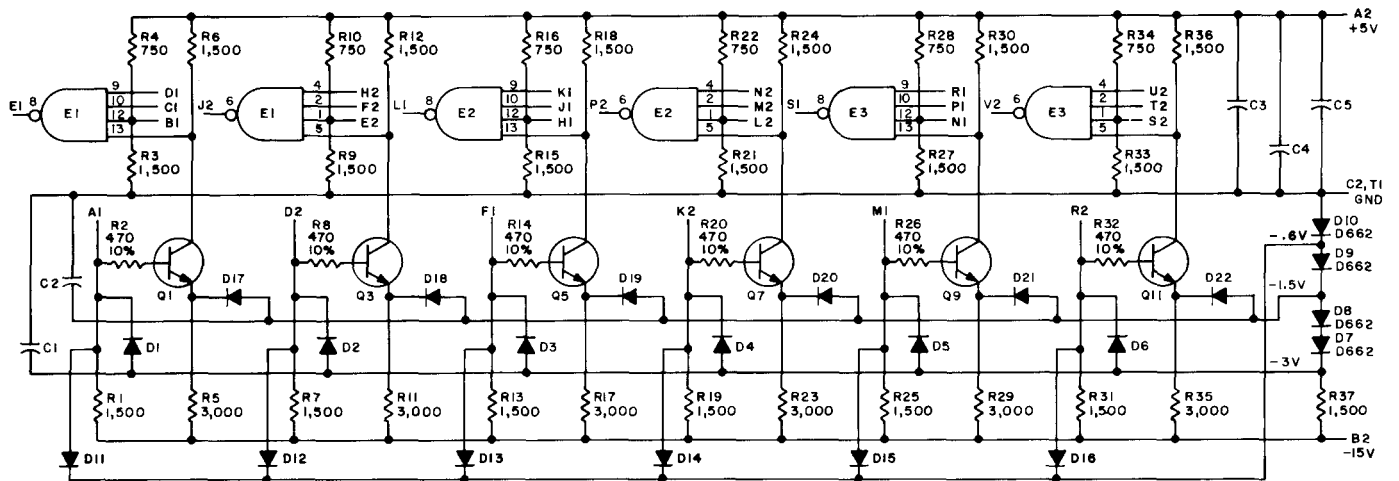 R4 750
R6 1,500
R10 750
R12 1,500
R16 750
R18 1,500
R22 750
R24 1,500
R28 750
R30 1,500
R34 750
R36 1,500
A2 +5V
E1 8 E1 9 D1 10 C1 12 B1 13
J2 6 E1 4 H2 2 F2 1 E2 5
L1 8 E2 9 K1 10 J1 12 H1 13
P2 6 E2 4 N2 2 M2 1 L2 5
S1 8 E3 9 R1 10 P1 12 N1 13
V2 6 E3 4 U2 2 T2 1 S2 5
C3
C4
C5
R3 1,500
R9 1,500
R15 1,500
R21 1,500
R27 1,500
R33 1,500
C2, T1 GND
A1
R2 470 10%
D2
R8 470 10%
F1
R14 470 10%
K2
R20 470 10%
M1
R26 470 10%
R2
R32 470 10%
D10 D662
-.6V
D9 D662
C2
Q1
D17
Q3
D18
Q5
D19
Q7
D20
Q9
D21
Q11
D22
-1.5V
D8 D662
D7 D662
-3V
C1
D1
D2
D3
D4
D5
D6
R1 1,500
R5 3,000
R7 1,500
R11 3,000
R13 1,500
R17 3,000
R19 1,500
R23 3,000
R25 1,500
R29 3,000
R31 1,500
R35 3,000
R37 1,500
B2 -15V
D11
D12
D13
D14
D15
D16